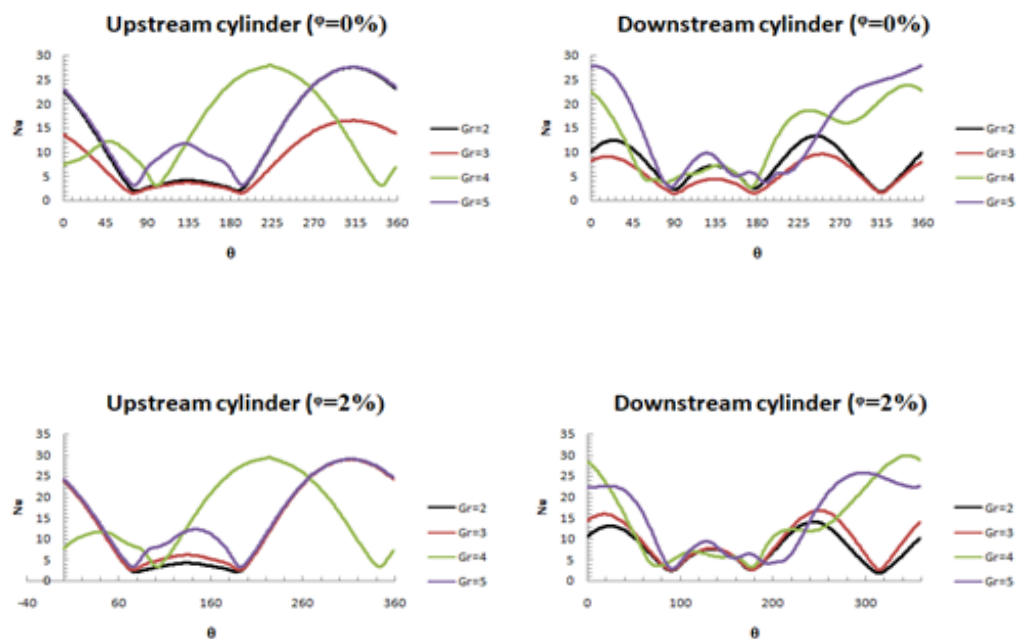 Upstream cylinder (φ=0%)
30
25
20
15
10
5
0
Nu
0 45 90 135 180 225 270 315 360
θ
Gr=2
Gr=3
Gr=4
Gr=5
Downstream cylinder (φ=0%)
30
25
20
15
10
5
0
Nu
0 45 90 135 180 225 270 315 360
θ
Gr=2
Gr=3
Gr=4
Gr=5
Upstream cylinder (φ=2%)
35
30
25
20
15
10
5
0
Nu
-40 60 160 260 360
θ
Gr=2
Gr=3
Gr=4
Gr=5
Downstream cylinder (φ=2%)
35
30
25
20
15
10
5
0
Nu
0 100 200 300
θ
Gr=2
Gr=3
Gr=4
Gr=5